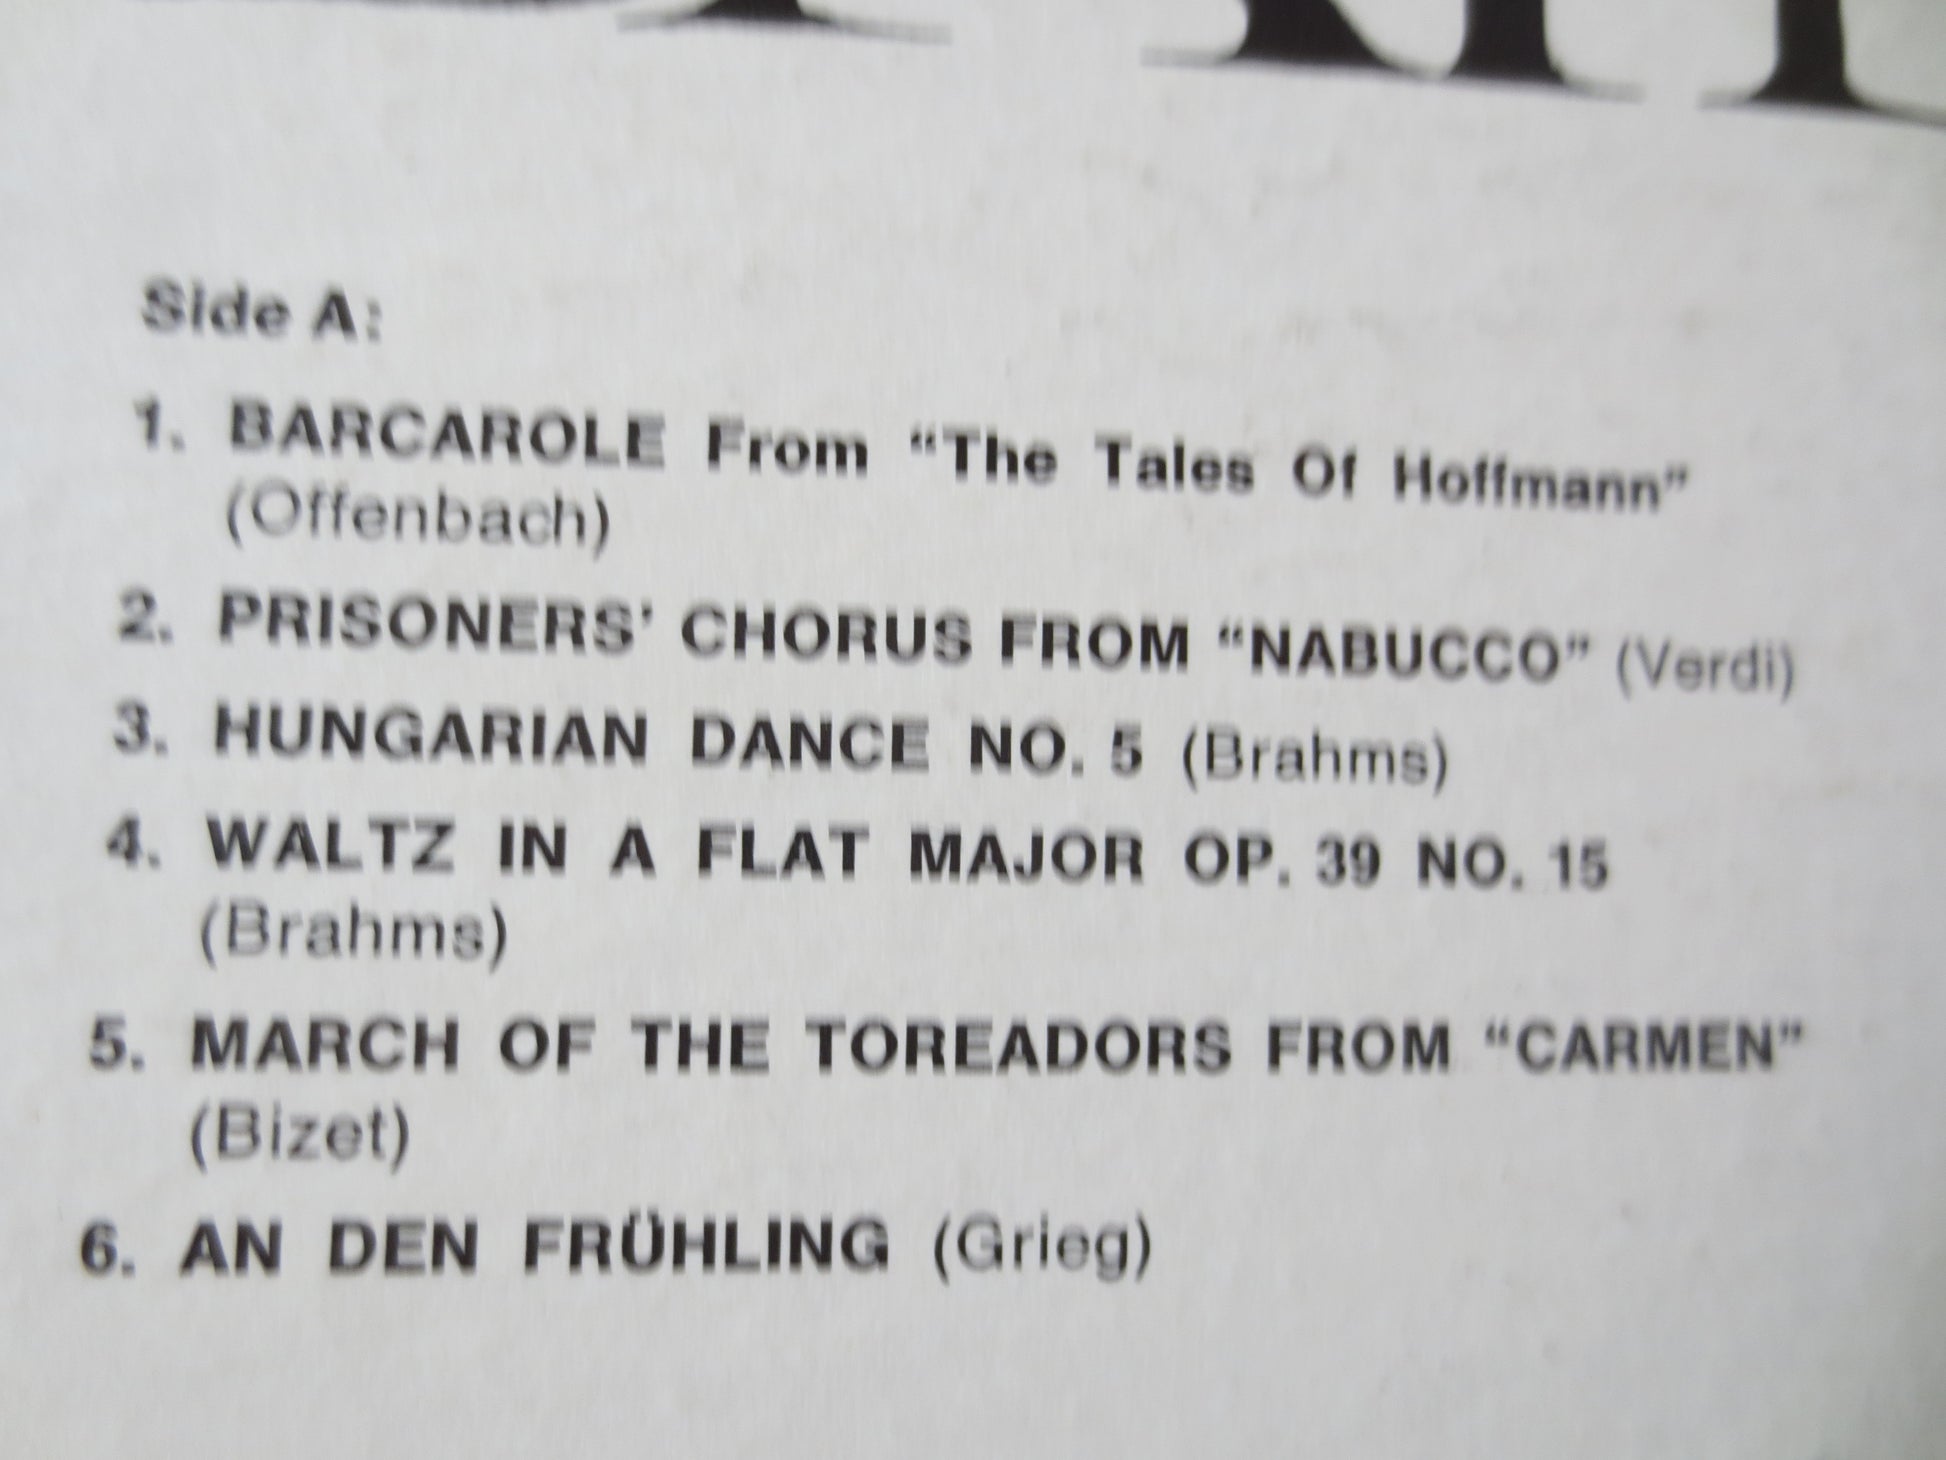 Side A:
1. BARCAROLE From “The Tales Of Hoffmann”
(Offenbach)
2. PRISONERS’ CHORUS FROM “NABUCCO” (Verdi)
3. HUNGARIAN DANCE NO. 5 (Brahms)
4. WALTZ IN A FLAT MAJOR OP. 39 NO. 15
(Brahms)
5. MARCH OF THE TOREADORS FROM “CARMEN”
(Bizet)
6. AN DEN FRÜHLING (Grieg)